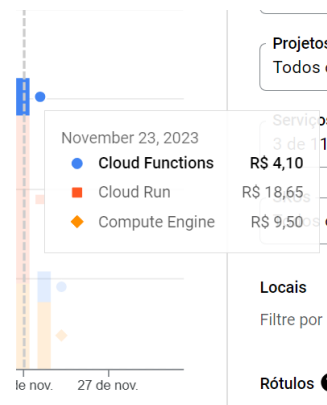 Projetos
Todos
November 23, 2023
Cloud Functions R$ 4,10
Cloud Run R$ 18,65
Compute Engine R$ 9,50
Serviços
3 de 11
Locais
Filtre por
Rótulos
de nov.
27 de nov.